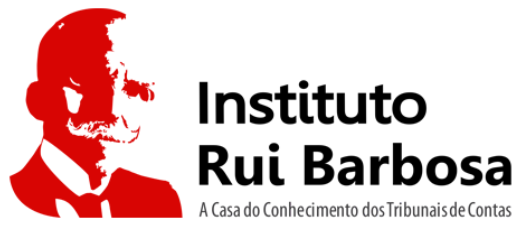 Instituto
Rui Barbosa
A Casa do Conhecimento dos Tribunais de Contas